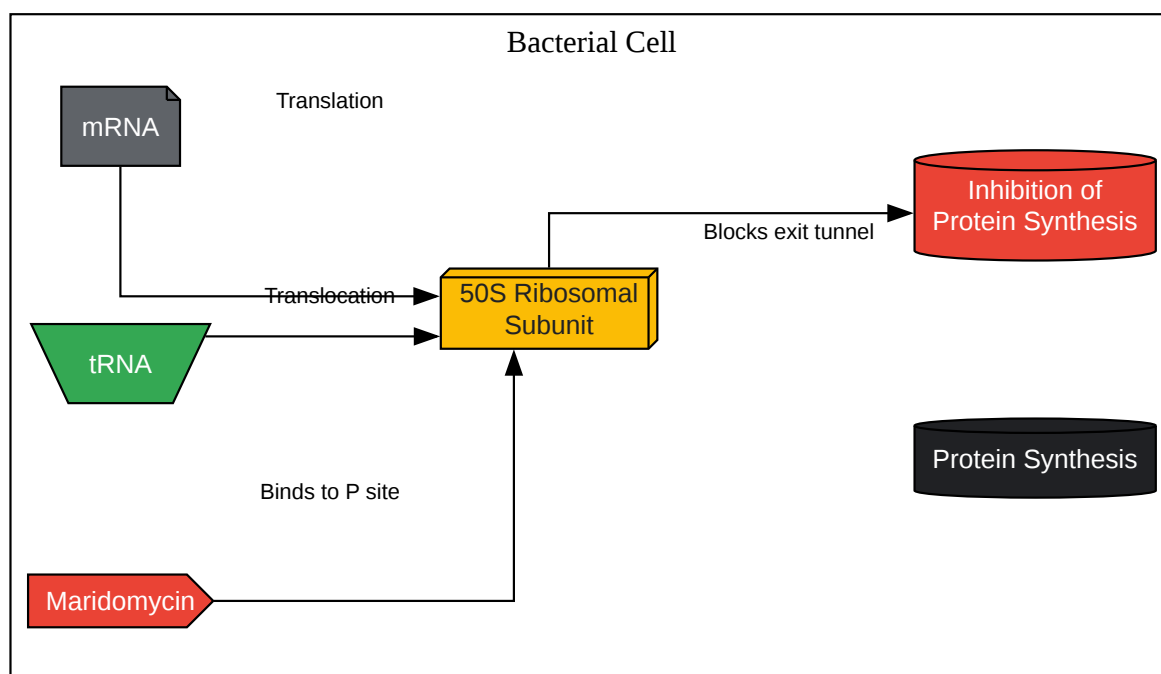 Bacterial Cell
mRNA
Translation
Inhibition of
Protein Synthesis
Blocks exit tunnel
Translocation
50S Ribosomal
Subunit
tRNA
Protein Synthesis
Binds to P site
Maridomycin